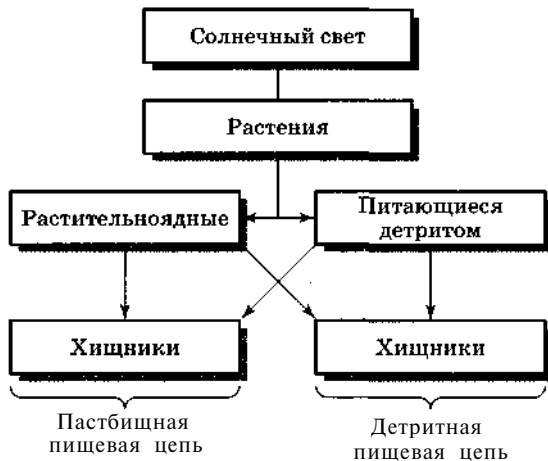 Солнечный свет
Растения
Растительноядные
Питающиеся
детритом
Хищники
Хищники
Пастбищная
пищевая цепь
Детритная
пищевая цепь